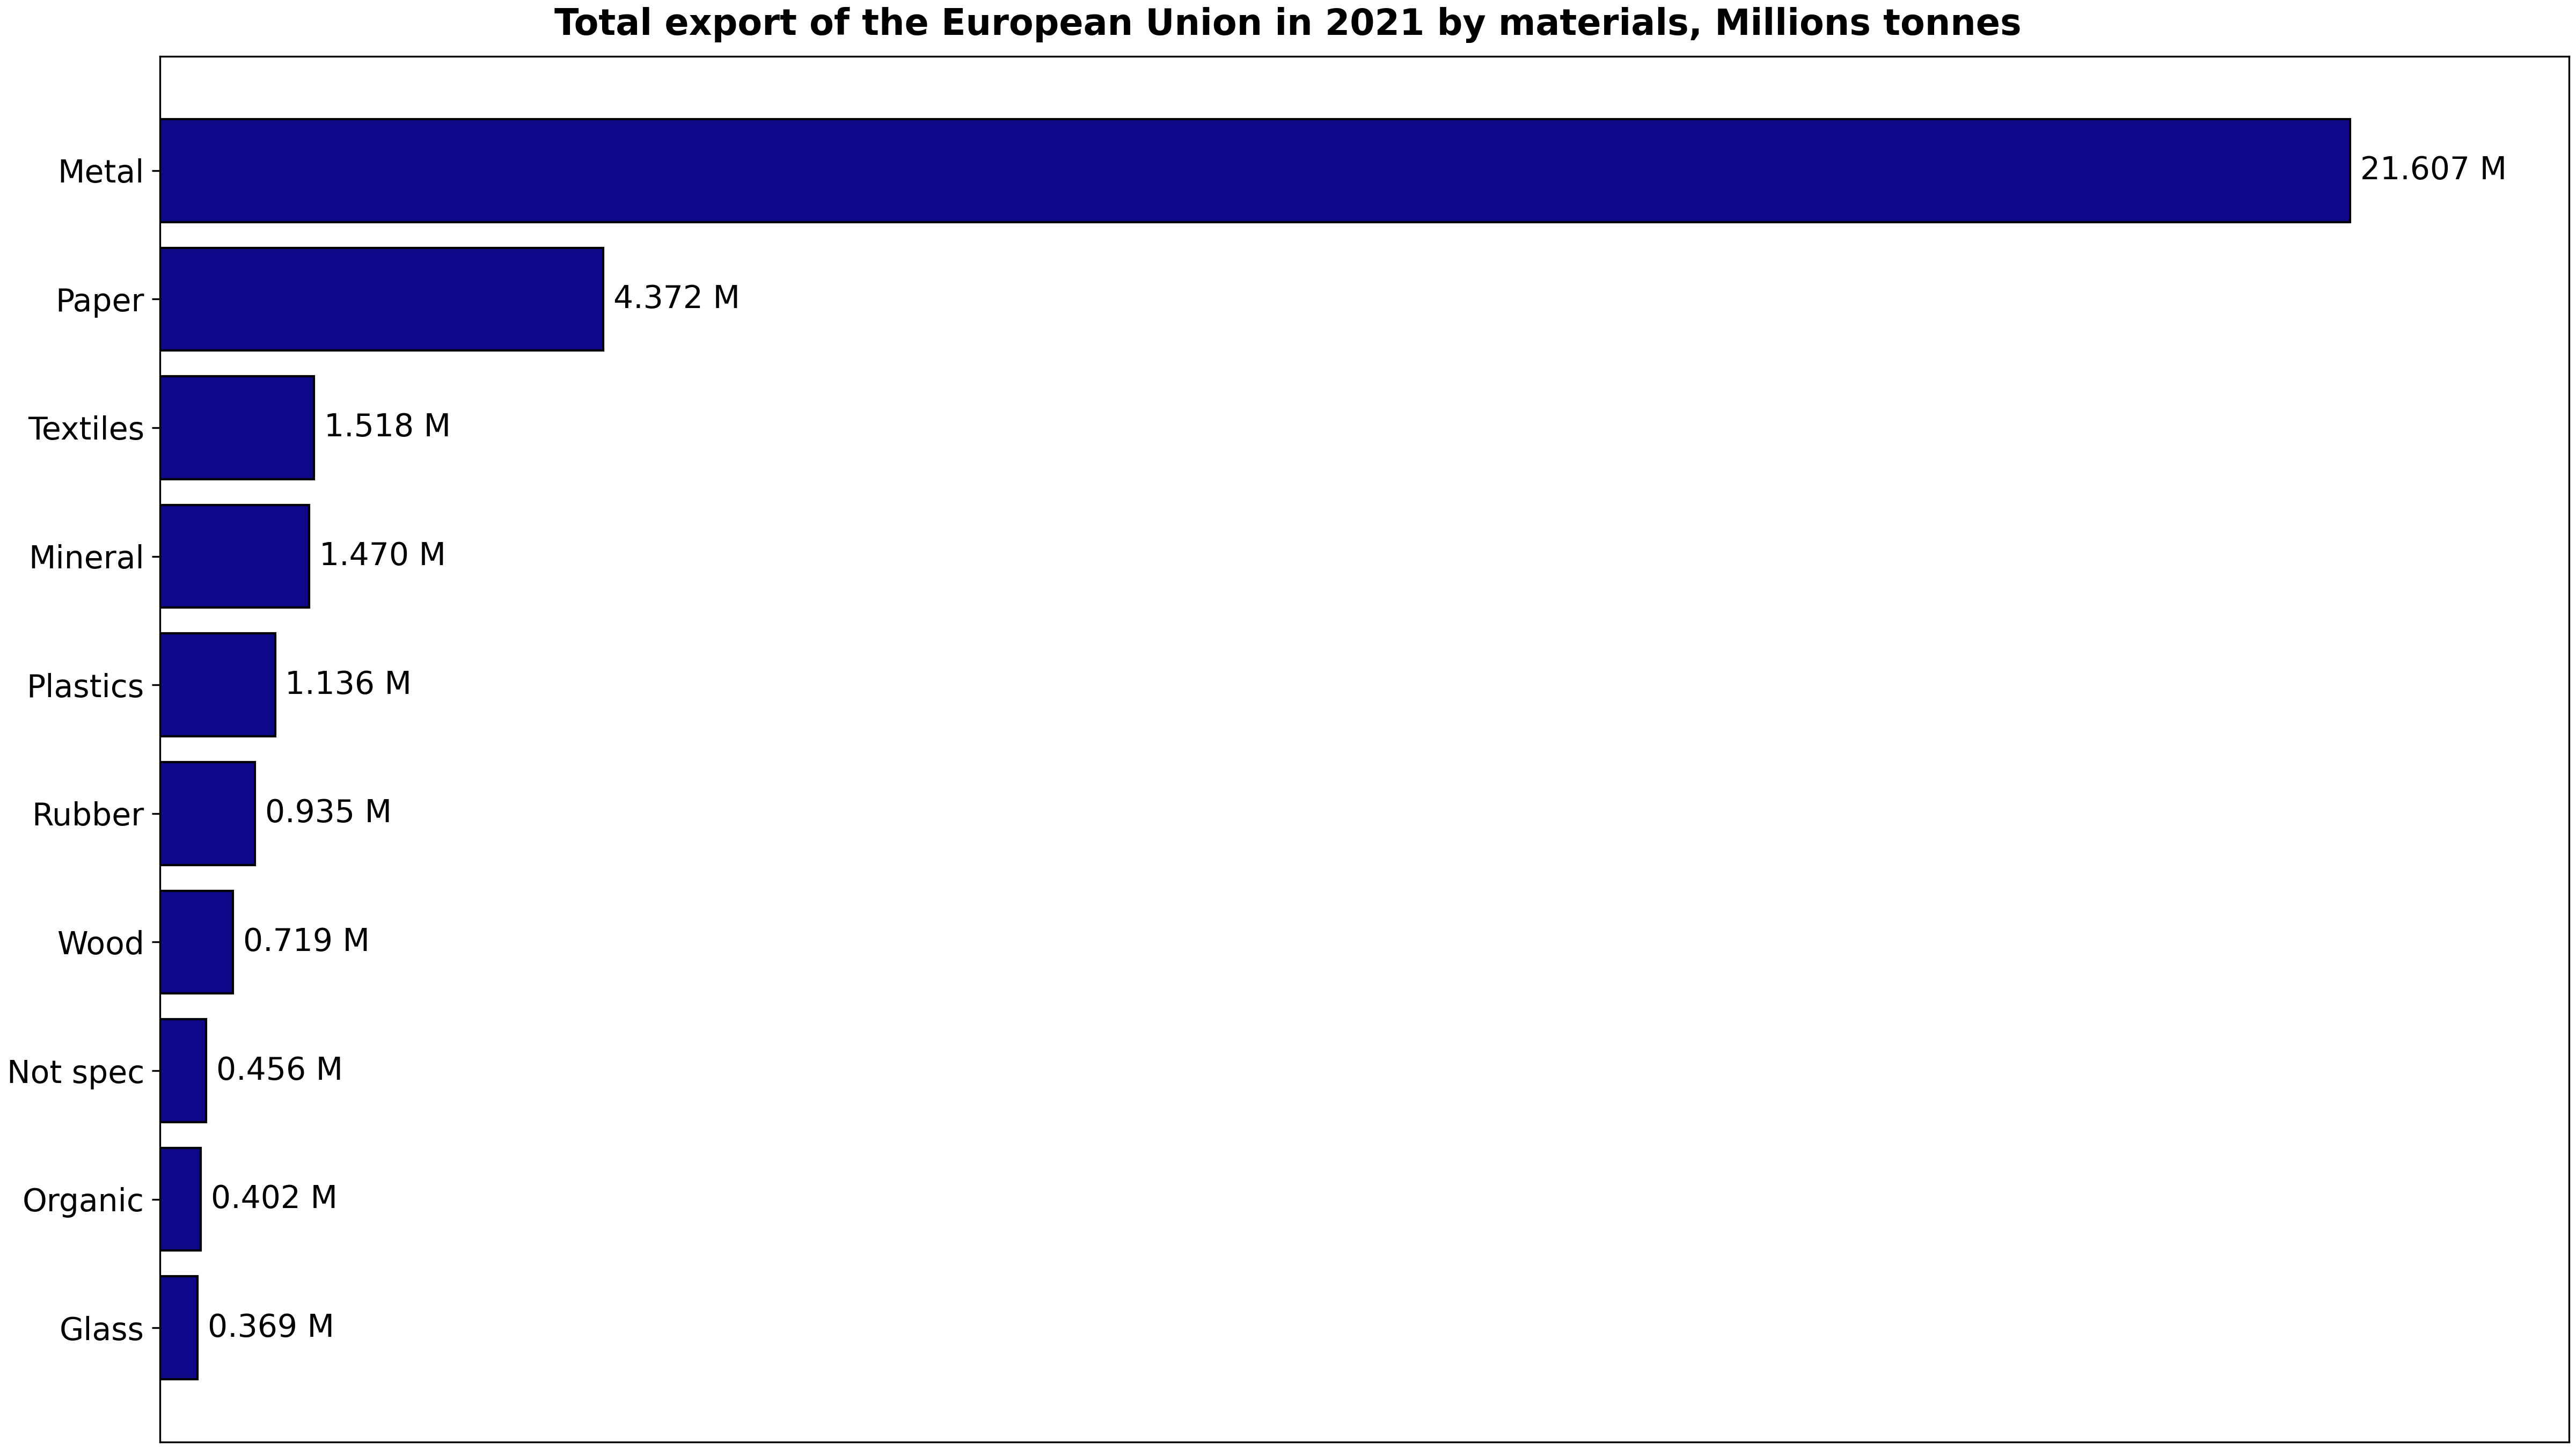 Total export of the European Union in 2021 by materials, Millions tonnes
Metal 21.607 M
Paper 4.372 M
Textiles 1.518 M
Mineral 1.470 M
Plastics 1.136 M
Rubber 0.935 M
Wood 0.719 M
Not spec 0.456 M
Organic 0.402 M
Glass 0.369 M